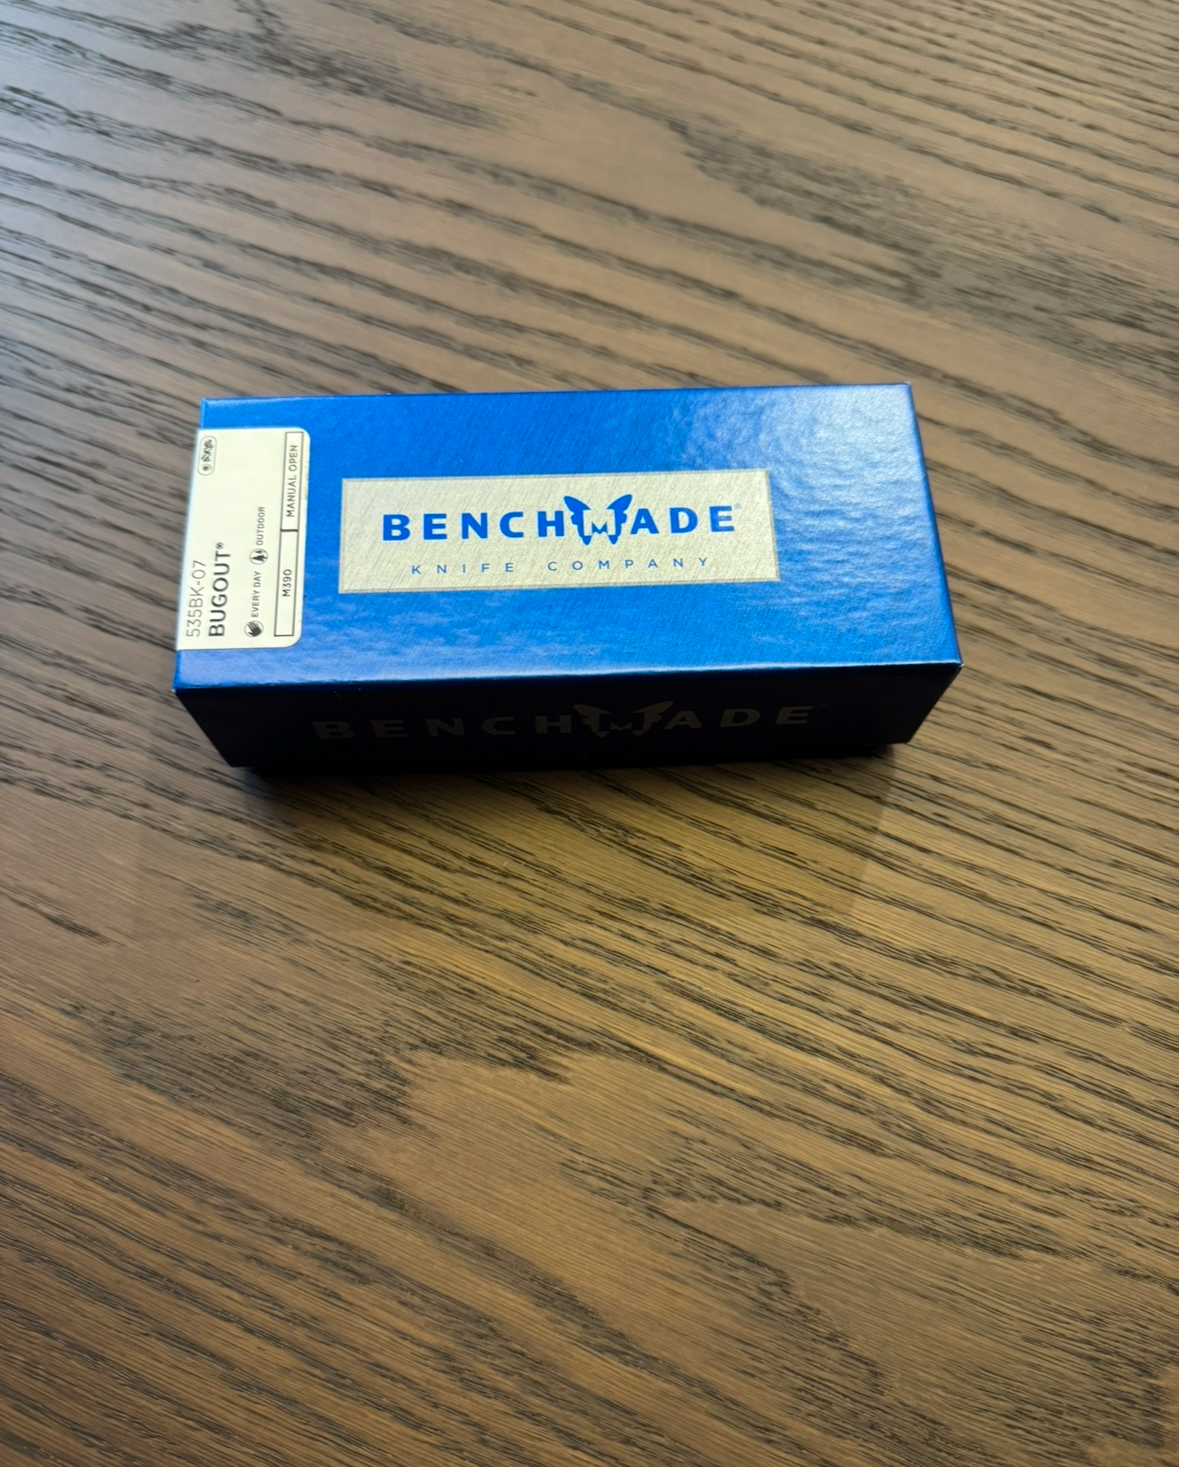 535BK-07
BUGOUT®
EVERY DAY OUTDOOR
M390 MANUAL OPEN
BENCHMADE®
KNIFE COMPANY
BENCHMADE®